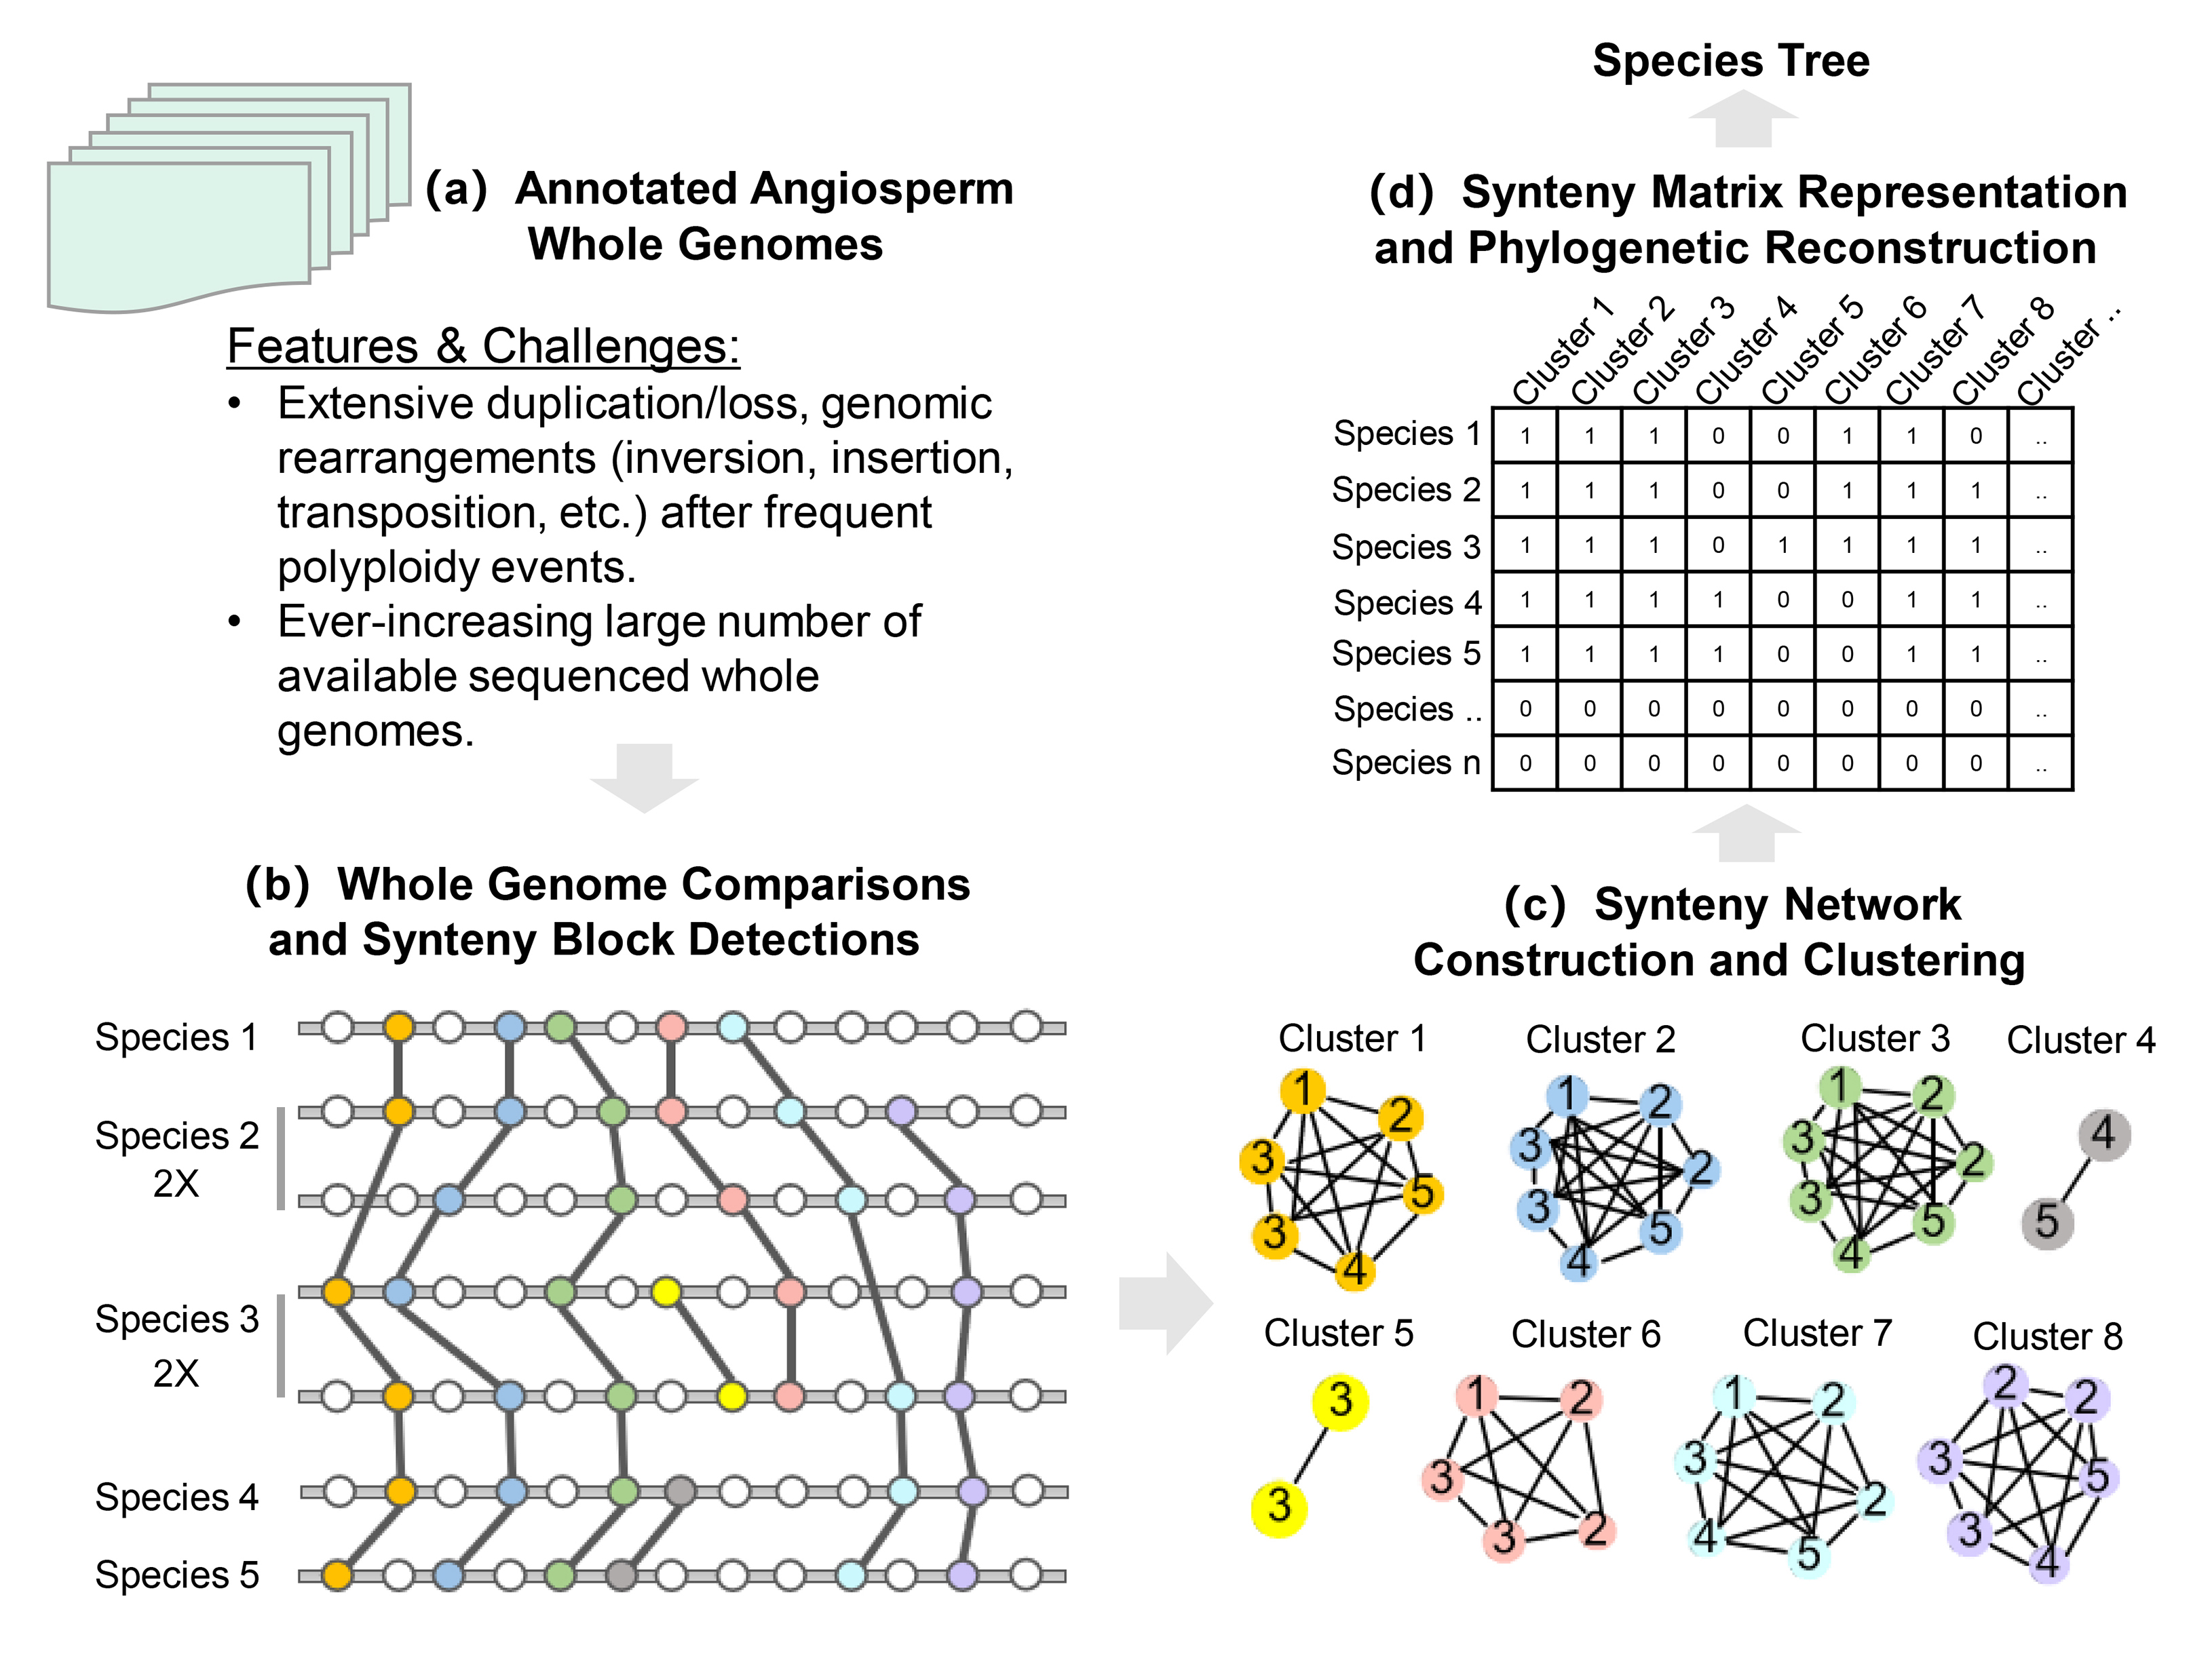 (a) Annotated Angiosperm
Whole Genomes
Features & Challenges:
• Extensive duplication/loss, genomic
rearrangements (inversion, insertion,
transposition, etc.) after frequent
polyploidy events.
• Ever-increasing large number of
available sequenced whole
genomes.
(b) Whole Genome Comparisons
and Synteny Block Detections
Species 1
Species 2
2X
Species 3
2X
Species 4
Species 5
(c) Synteny Network
Construction and Clustering
Cluster 1
1
2
3
5
3
4
Cluster 2
1
2
3
2
3
5
4
Cluster 3
1
2
3
2
3
5
4
Cluster 4
4
5
Cluster 5
3
3
Cluster 6
1
2
3
3
2
Cluster 7
1
2
3
2
4
5
Cluster 8
2
2
3
5
3
4
Species Tree
(d) Synteny Matrix Representation
and Phylogenetic Reconstruction
Cluster 1 Cluster 2 Cluster 3 Cluster 4 Cluster 5 Cluster 6 Cluster 7 Cluster 8 Cluster ..
Species 1 1 1 1 0 0 1 1 0 ..
Species 2 1 1 1 0 0 1 1 1 ..
Species 3 1 1 1 0 1 1 1 1 ..
Species 4 1 1 1 1 0 0 1 1 ..
Species 5 1 1 1 1 0 0 1 1 ..
Species .. 0 0 0 0 0 0 0 0 ..
Species n 0 0 0 0 0 0 0 0 ..